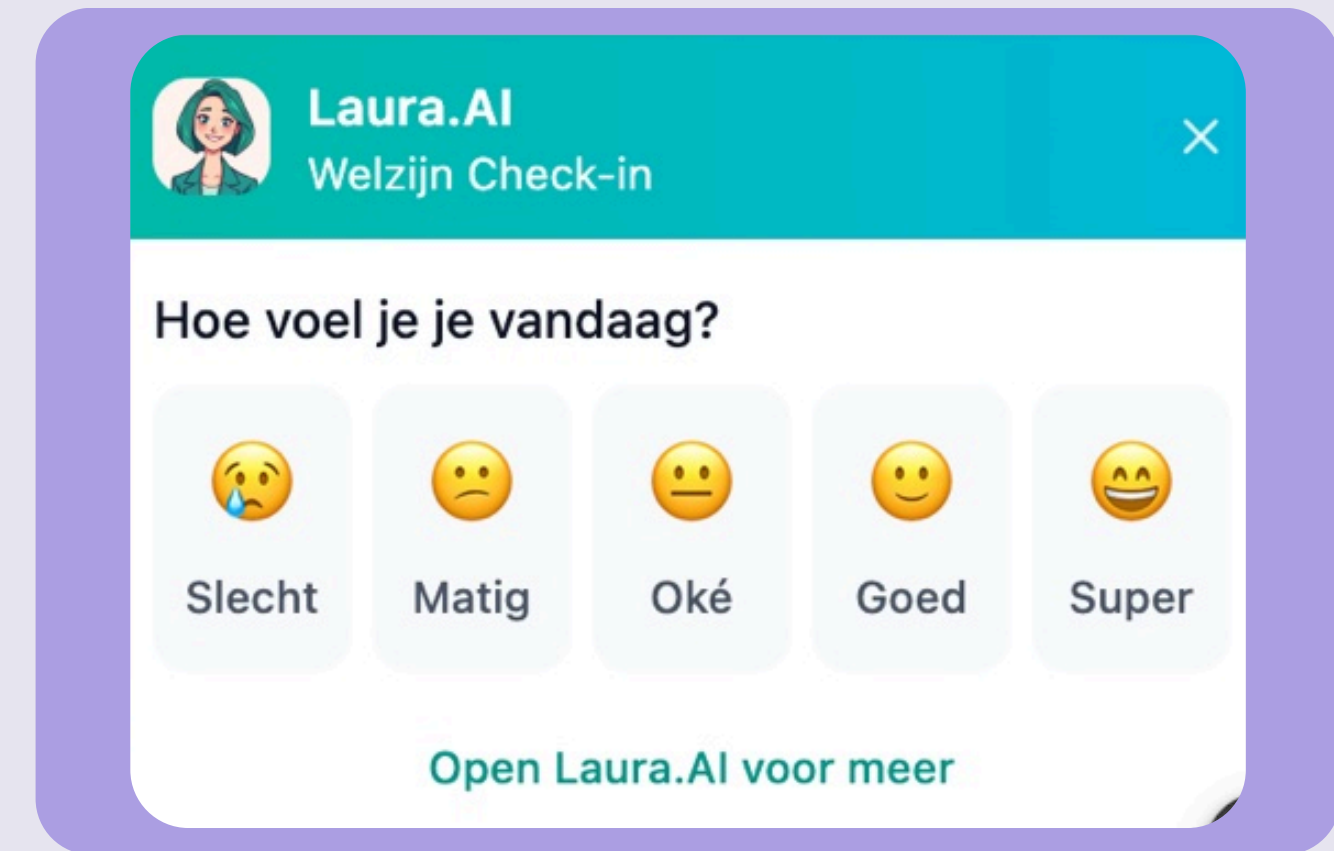 Laura.AI
Welzijn Check-in
Hoe voel je je vandaag?
Slecht Matig Oké Goed Super
Open Laura.AI voor meer